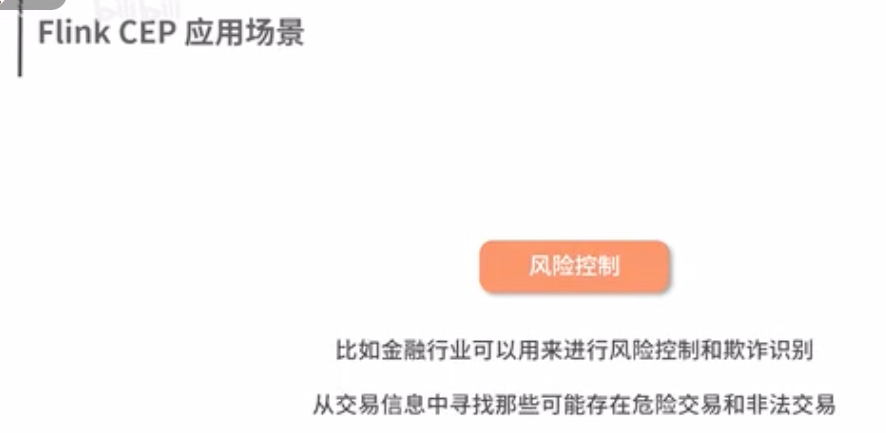 Flink CEP 应用场景
风险控制
比如金融行业可以用来进行风险控制和欺诈识别
从交易信息中寻找那些可能存在危险交易和非法交易